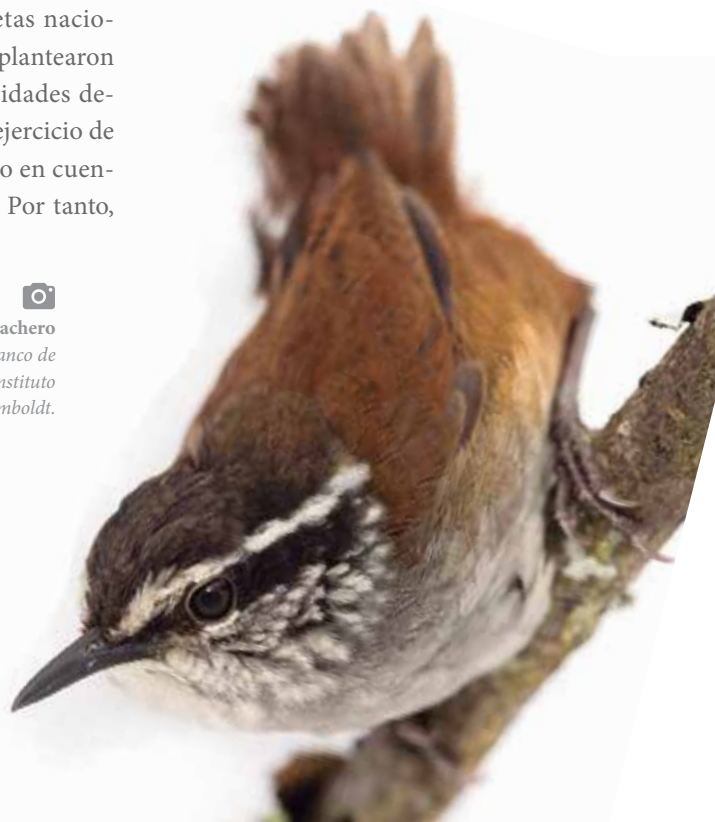 etas nacio-
plantearon
idades de-
ejercicio de
o en cuen-
Por tanto,
achero
anco de
nstituto
mboldt.